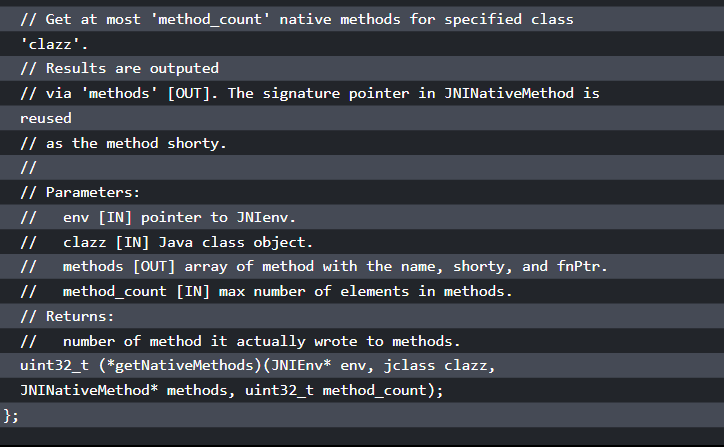 // Get at most 'method_count' native methods for specified class
'clazz'.
// Results are outputed
// via 'methods' [OUT]. The signature pointer in JNINativeMethod is
reused
// as the method shorty.
//
// Parameters:
//   env [IN] pointer to JNIenv.
//   clazz [IN] Java class object.
//   methods [OUT] array of method with the name, shorty, and fnPtr.
//   method_count [IN] max number of elements in methods.
// Returns:
//   number of method it actually wrote to methods.
uint32_t (*getNativeMethods)(JNIEnv* env, jclass clazz,
JNINativeMethod* methods, uint32_t method_count);
};